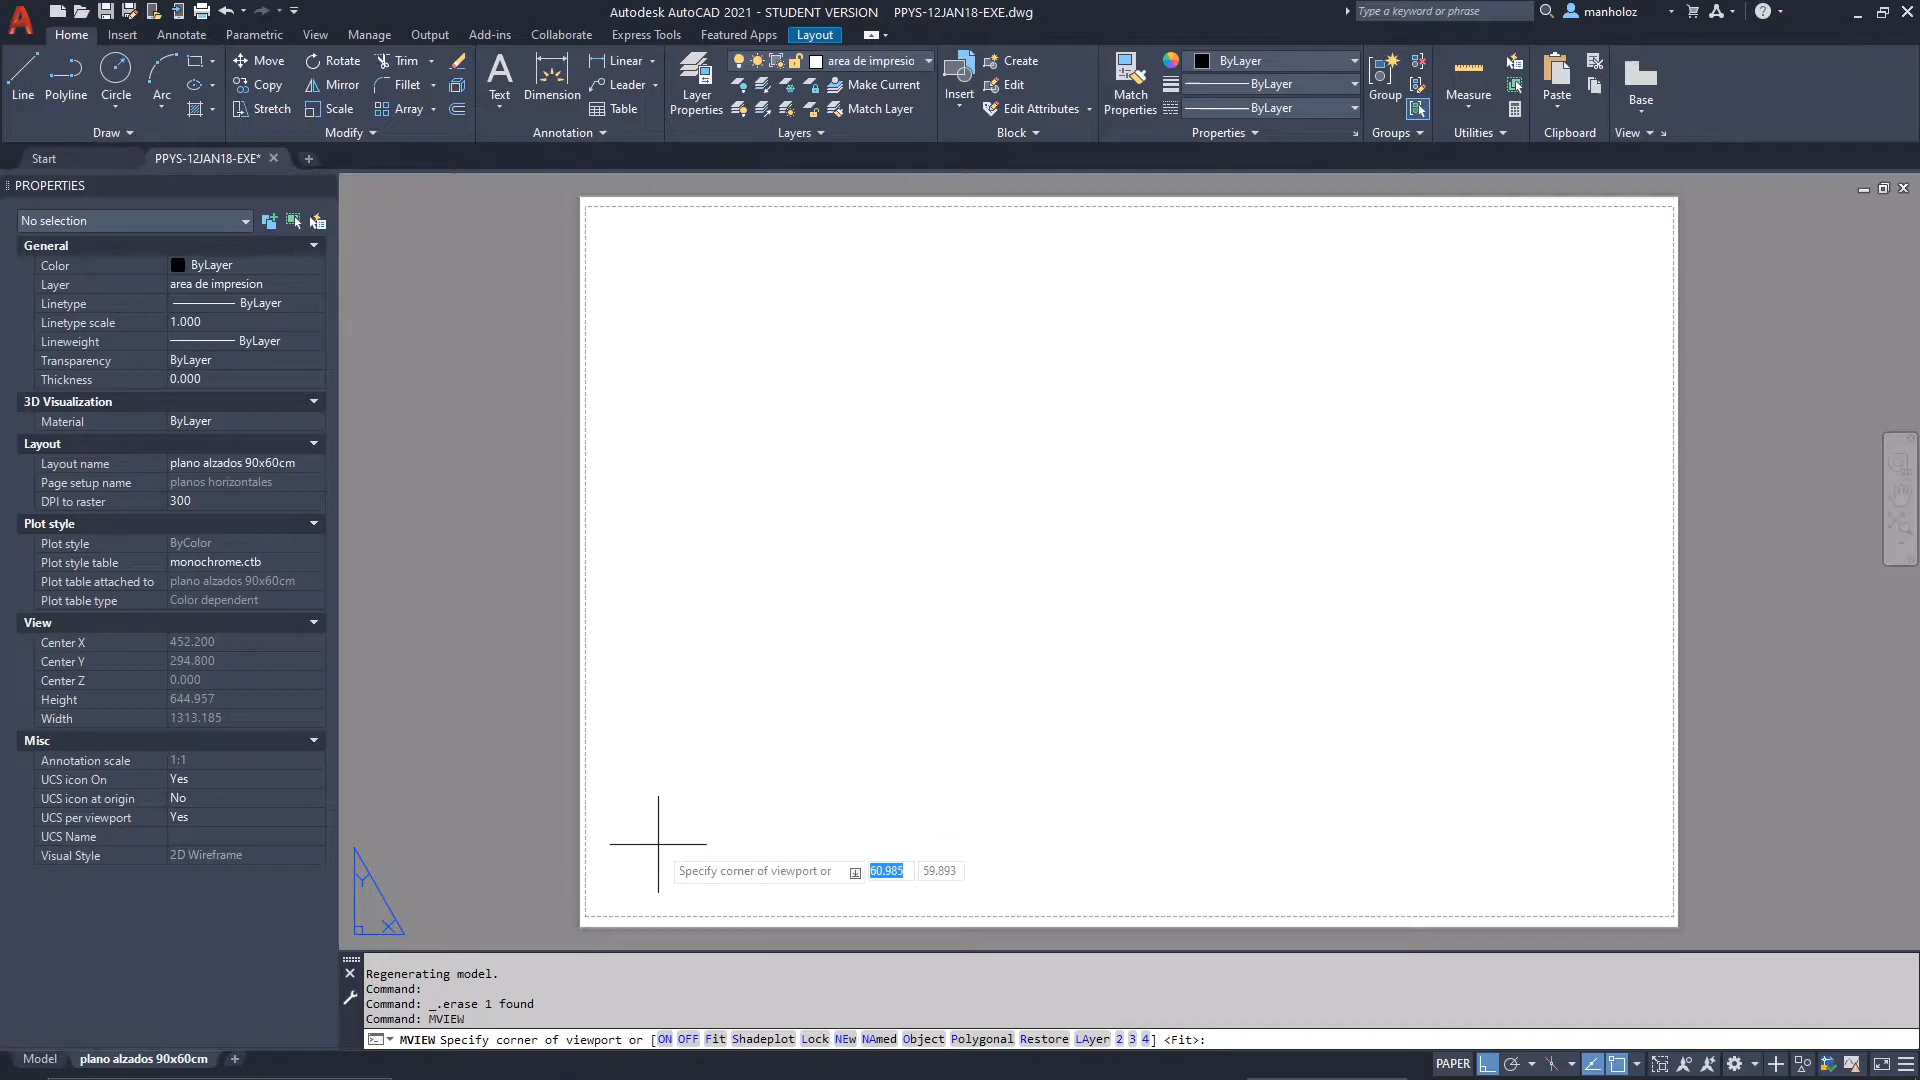 Autodesk AutoCAD 2021 - STUDENT VERSION PPYS-12JAN18-EXE.dwg
Type a keyword or phrase
manholoz
Home Insert Annotate Parametric View Manage Output Add-ins Collaborate Express Tools Featured Apps Layout
Line Polyline Circle Arc
Move Rotate Trim
Copy Mirror Fillet
Stretch Scale Array
Text Dimension
Linear
Leader
Table
Layer Properties
area de impresio
Make Current
Match Layer
Insert
Create
Edit
Edit Attributes
Match Properties
ByLayer
ByLayer
ByLayer
Group Measure Paste Base
Draw Modify Annotation Layers Block Properties Groups Utilities Clipboard View
Start PPYS-12JAN18-EXE*
PROPERTIES
No selection
General
Color ByLayer
Layer area de impresion
Linetype ByLayer
Linetype scale 1.000
Lineweight ByLayer
Transparency ByLayer
Thickness 0.000
3D Visualization
Material ByLayer
Layout
Layout name plano alzados 90x60cm
Page setup name planos horizontales
DPI to raster 300
Plot style
Plot style ByColor
Plot style table monochrome.ctb
Plot table attached to plano alzados 90x60cm
Plot table type Color dependent
View
Center X 452.200
Center Y 294.800
Center Z 0.000
Height 644.957
Width 1313.185
Misc
Annotation scale 1:1
UCS icon On Yes
UCS icon at origin No
UCS per viewport Yes
UCS Name
Visual Style 2D Wireframe
Specify corner of viewport or 60.985 59.893
Y
X
Regenerating model.
Command:
Command: _.erase 1 found
Command: MVIEW
MVIEW Specify corner of viewport or [ON OFF Fit Shadeplot Lock NEw NAmed Object Polygonal Restore LAyer 2 3 4] <Fit>:
Model plano alzados 90x60cm
PAPER